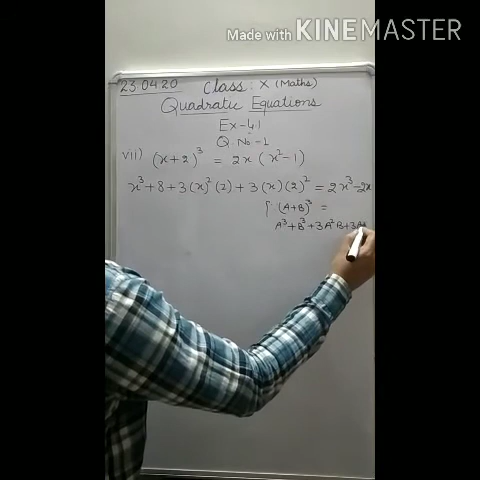 Made with KINEMASTER
23.04.20 Class : X (Maths)
Quadratic Equations
Ex-4.1
Q.No-1
vii) (x+2)³ = 2x (x²-1)
x³+8+3(x)²(2)+3(x)(2)² = 2x³-2x
{∵ (A+B)³ =
A³+B³+3A²B+3A